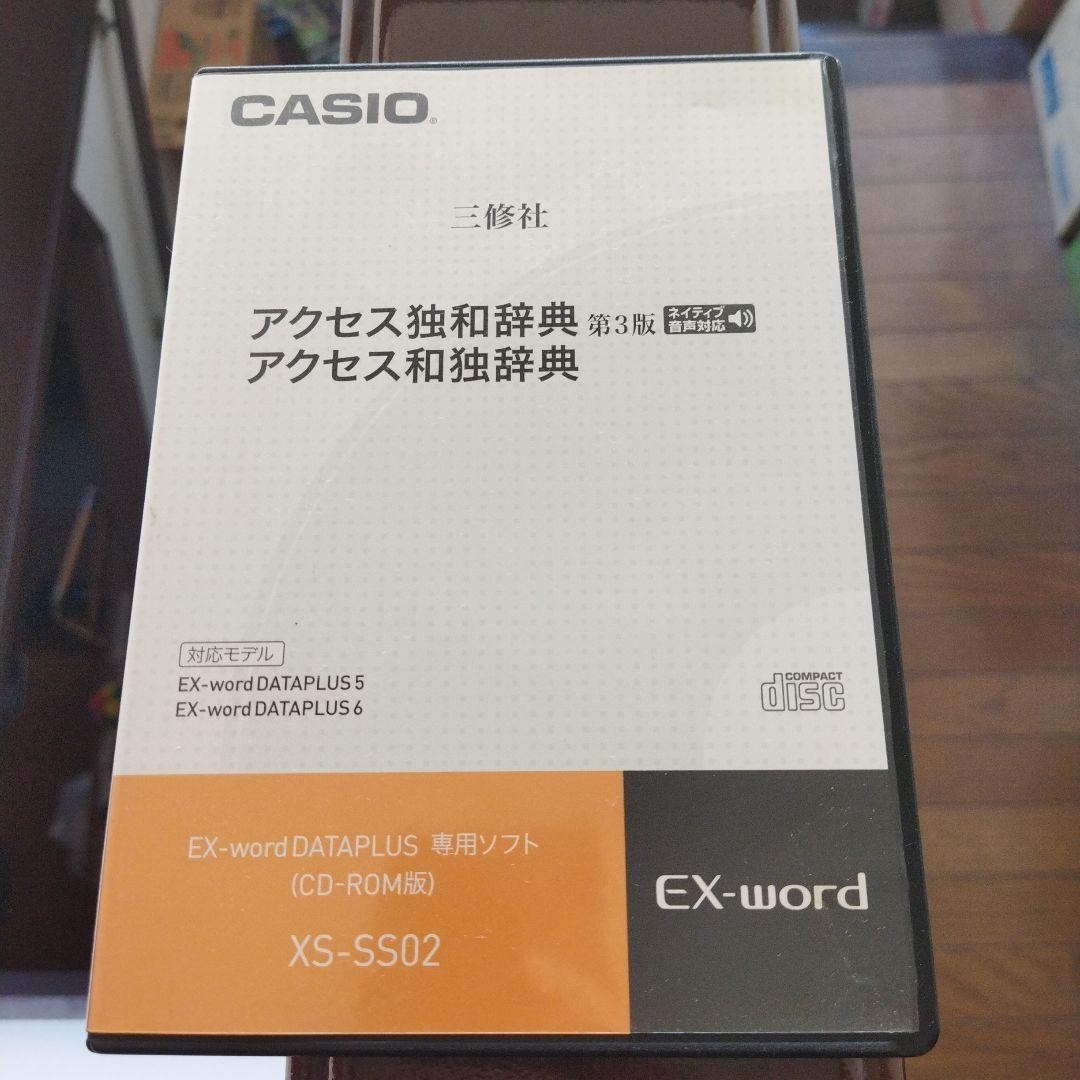 CASIO®
三修社
アクセス独和辞典 第3版 ネイティブ音声対応
アクセス和独辞典
対応モデル
EX-word DATAPLUS 5
EX-word DATAPLUS 6
COMPACT
disc
EX-word DATAPLUS 専用ソフト
(CD-ROM版)
XS-SS02
EX-word